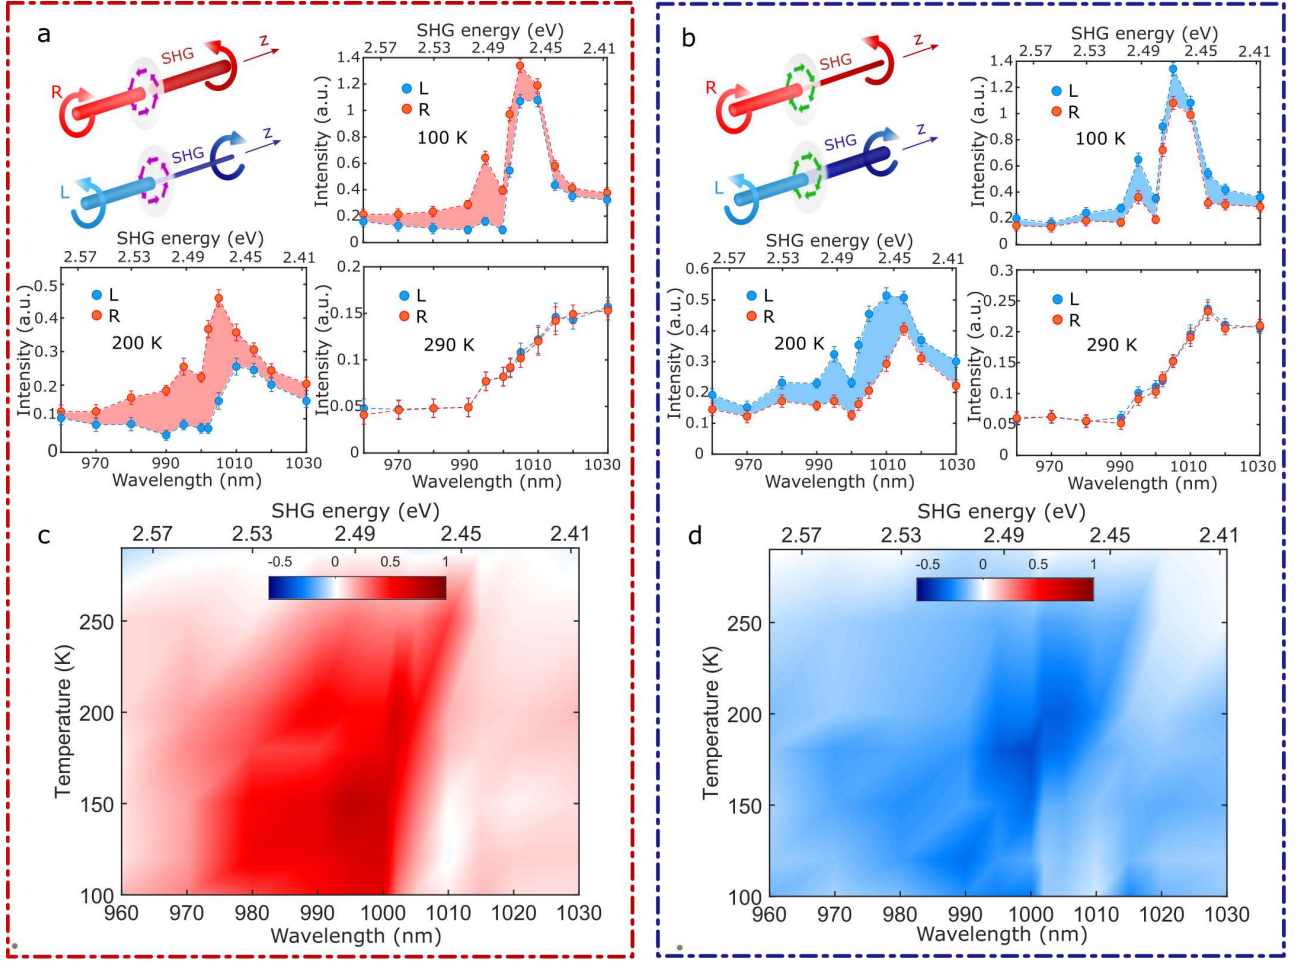 a
SHG
z
R
SHG
z
L
SHG energy (eV)
2.57 2.53 2.49 2.45 2.41
1.4
1.2
1
0.8
0.6
0.4
0.2
0
Intensity (a.u.)
L
R
100 K
SHG energy (eV)
2.57 2.53 2.49 2.45 2.41
0.5
0.4
0.3
0.2
0.1
0
Intensity (a.u.)
L
R
200 K
970 990 1010 1030
Wavelength (nm)
0.2
0.15
0.1
0.05
0
Intensity (a.u.)
L
R
290 K
970 990 1010 1030
Wavelength (nm)
b
R
SHG
z
SHG
z
L
SHG energy (eV)
2.57 2.53 2.49 2.45 2.41
1.4
1.2
1
0.8
0.6
0.4
0.2
0
Intensity (a.u.)
L
R
100 K
SHG energy (eV)
2.57 2.53 2.49 2.45 2.41
0.6
0.5
0.4
0.3
0.2
0.1
0
Intensity (a.u.)
L
R
200 K
970 990 1010 1030
Wavelength (nm)
0.3
0.25
0.2
0.15
0.1
0.05
0
Intensity (a.u.)
L
R
290 K
970 990 1010 1030
Wavelength (nm)
c
SHG energy (eV)
2.57 2.53 2.49 2.45 2.41
-0.5 0 0.5 1
250
200
150
100
Temperature (K)
960 970 980 990 1000 1010 1020 1030
Wavelength (nm)
d
SHG energy (eV)
2.57 2.53 2.49 2.45 2.41
-0.5 0 0.5 1
250
200
150
100
Temperature (K)
960 970 980 990 1000 1010 1020 1030
Wavelength (nm)